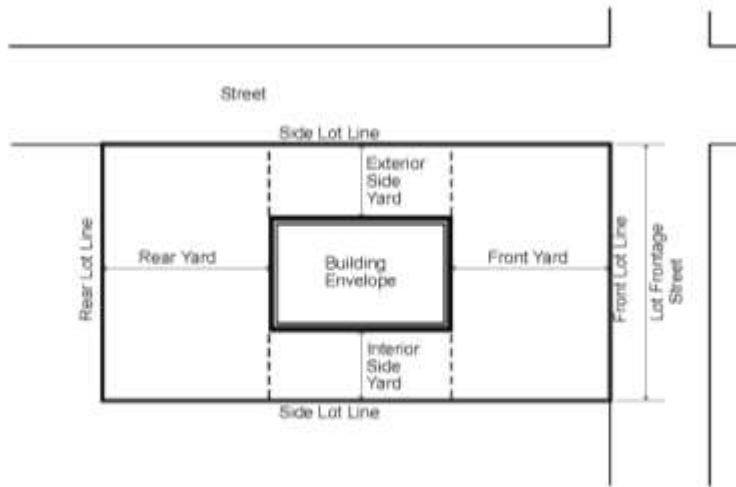 Street
Side Lot Line
Exterior
Side
Yard
Rear Lot Line
Rear Yard
Building
Envelope
Front Yard
Front Lot Line
Lot Frontage
Street
Interior
Side
Yard
Side Lot Line